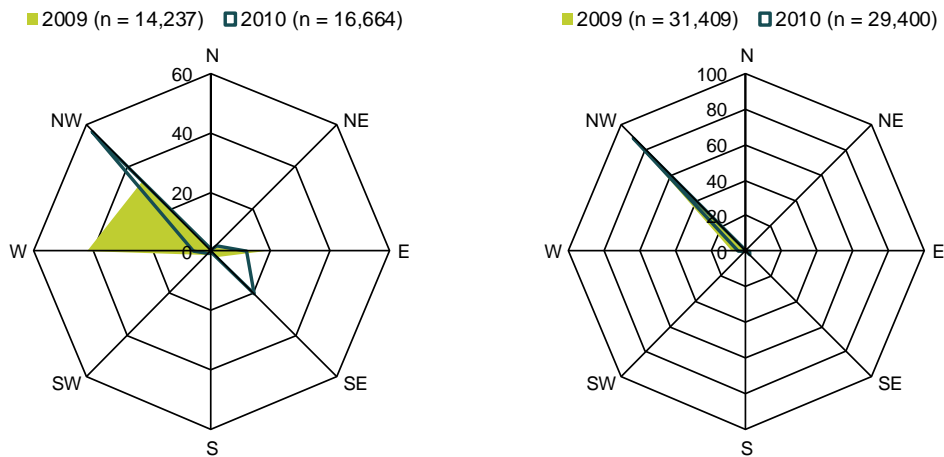 2009 (n = 14,237) 2010 (n = 16,664)
N
60
NW
NE
40
20
W
0
E
SW
SE
S
2009 (n = 31,409) 2010 (n = 29,400)
N
100
NW
NE
80
60
40
20
W
0
E
SW
SE
S